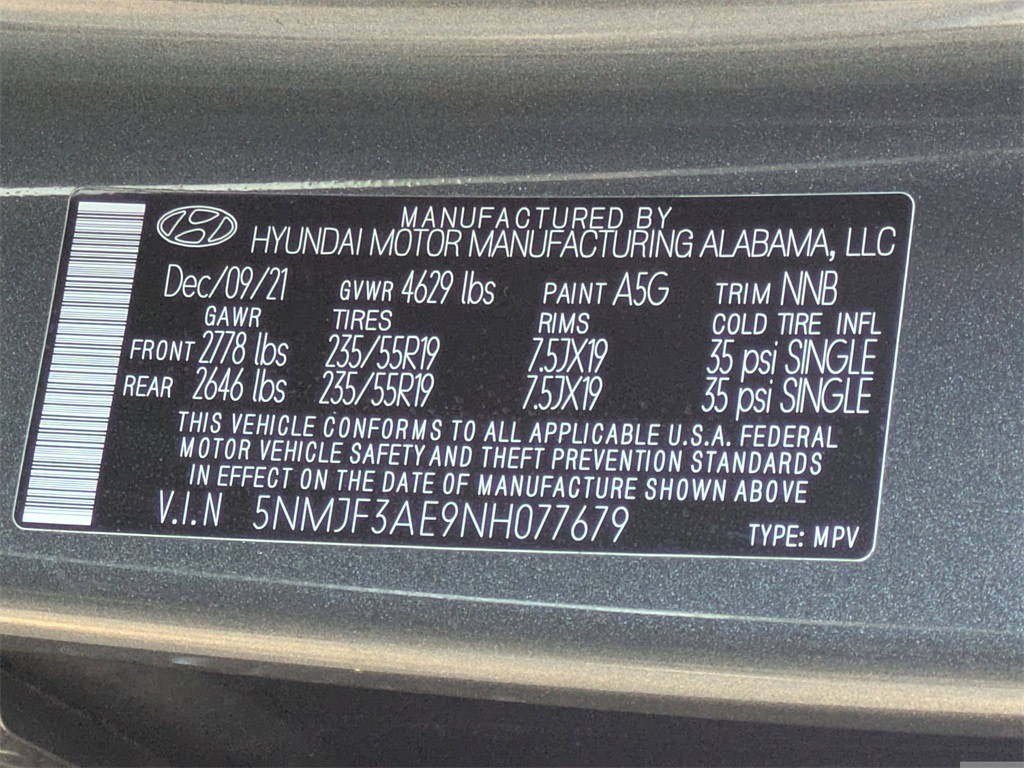 MANUFACTURED BY
HYUNDAI MOTOR MANUFACTURING ALABAMA, LLC
Dec/09/21 GVWR 4629 lbs PAINT A5G TRIM NNB
GAWR TIRES RIMS COLD TIRE INFL
FRONT 2778 lbs 235/55R19 7.5JX19 35 psi SINGLE
REAR 2646 lbs 235/55R19 7.5JX19 35 psi SINGLE
THIS VEHICLE CONFORMS TO ALL APPLICABLE U.S.A. FEDERAL
MOTOR VEHICLE SAFETY AND THEFT PREVENTION STANDARDS
IN EFFECT ON THE DATE OF MANUFACTURE SHOWN ABOVE
V.I.N 5NMJF3AE9NH077679 TYPE: MPV